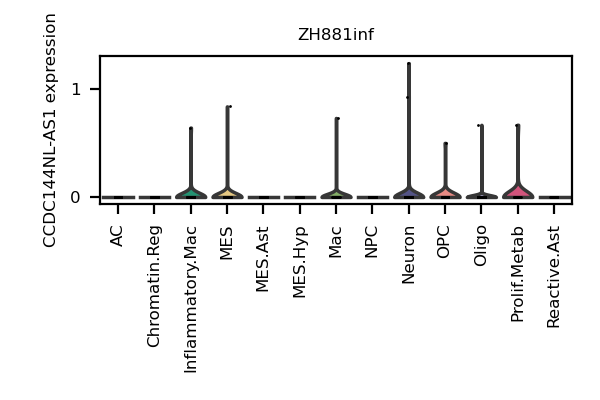 ZH881inf
CCDC144NL-AS1 expression
1
0
AC
Chromatin.Reg
Inflammatory.Mac
MES
MES.Ast
MES.Hyp
Mac
NPC
Neuron
OPC
Oligo
Prolif.Metab
Reactive.Ast